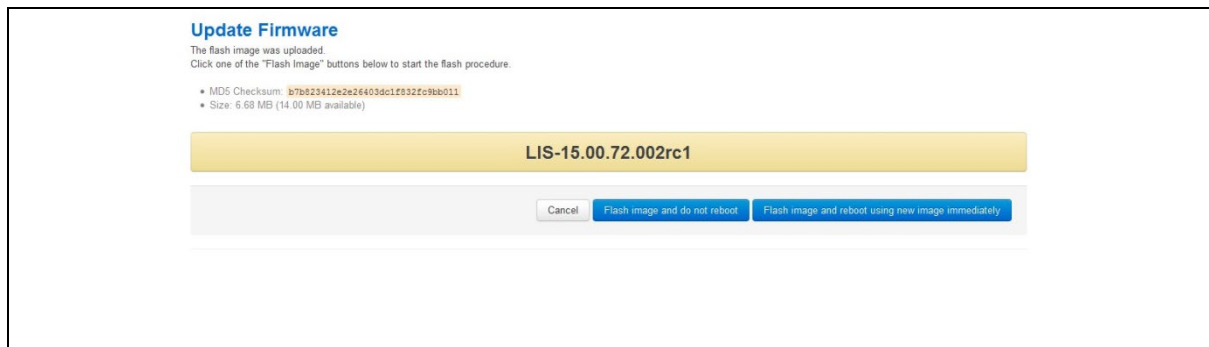 Update Firmware
The flash image was uploaded.
Click one of the "Flash Image" buttons below to start the flash procedure.
• MD5 Checksum: b7b823412e2e26403dc1f832fc9bb011
• Size: 6.68 MB (14.00 MB available)
LIS-15.00.72.002rc1
Cancel
Flash image and do not reboot
Flash image and reboot using new image immediately